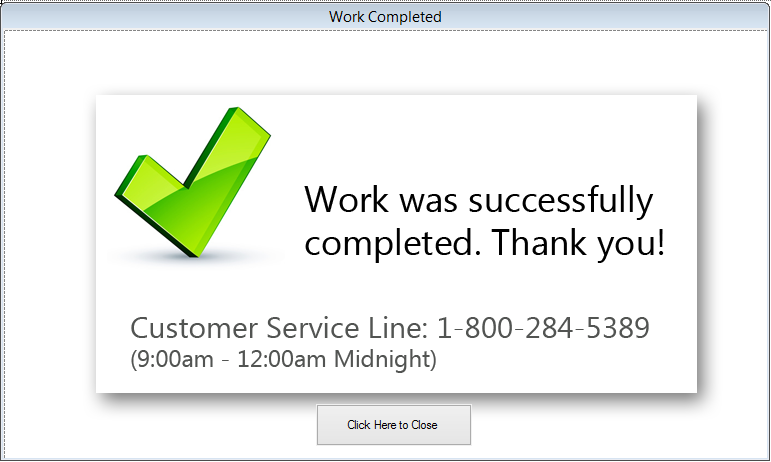 Work Completed
Work was successfully
completed. Thank you!
Customer Service Line: 1-800-284-5389
(9:00am - 12:00am Midnight)
Click Here to Close